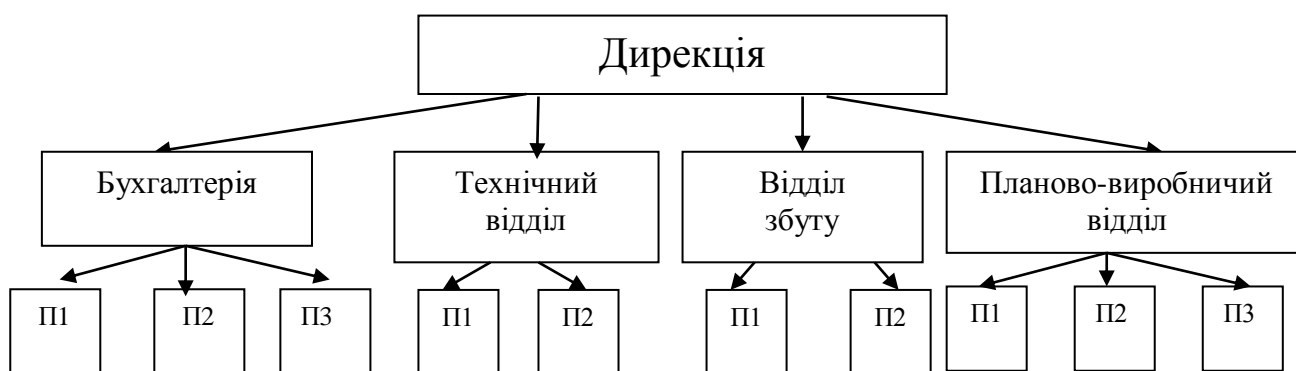 Дирекція
Бухгалтерія
Технічний
відділ
Відділ
збуту
Планово-виробничий
відділ
П1
П2
П3
П1
П2
П1
П2
П1
П2
П3